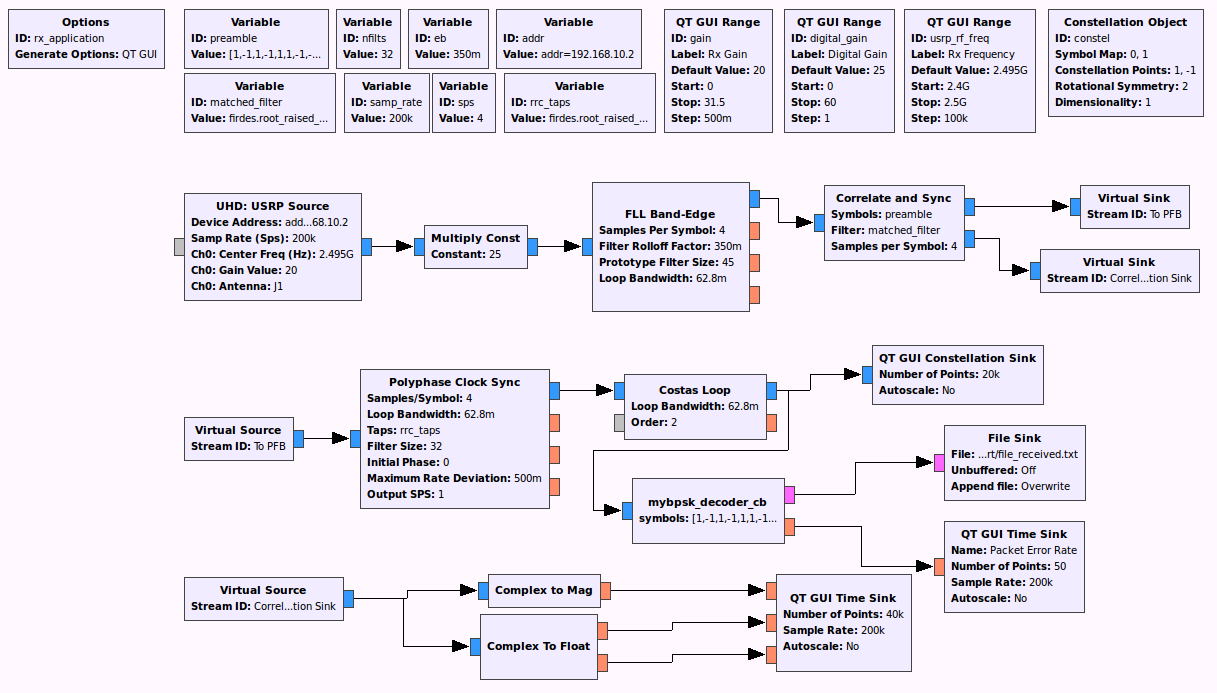 Options
ID: rx_application
Generate Options: QT GUI
Variable
ID: preamble
Value: [1,-1,1,-1,1,1,-1,-...
Variable
ID: nfilts
Value: 32
Variable
ID: eb
Value: 350m
Variable
ID: addr
Value: addr=192.168.10.2
QT GUI Range
ID: gain
Label: Rx Gain
Default Value: 20
Start: 0
Stop: 31.5
Step: 500m
QT GUI Range
ID: digital_gain
Label: Digital Gain
Default Value: 25
Start: 0
Stop: 60
Step: 1
QT GUI Range
ID: usrp_rf_freq
Label: Rx Frequency
Default Value: 2.495G
Start: 2.4G
Stop: 2.5G
Step: 100k
Constellation Object
ID: constel
Symbol Map: 0, 1
Constellation Points: 1, -1
Rotational Symmetry: 2
Dimensionality: 1
Variable
ID: matched_filter
Value: firdes.root_raised_...
Variable
ID: samp_rate
Value: 200k
Variable
ID: sps
Value: 4
Variable
ID: rrc_taps
Value: firdes.root_raised_...
UHD: USRP Source
Device Address: add...68.10.2
Samp Rate (Sps): 200k
Ch0: Center Freq (Hz): 2.495G
Ch0: Gain Value: 20
Ch0: Antenna: J1
Multiply Const
Constant: 25
FLL Band-Edge
Samples Per Symbol: 4
Filter Rolloff Factor: 350m
Prototype Filter Size: 45
Loop Bandwidth: 62.8m
Correlate and Sync
Symbols: preamble
Filter: matched_filter
Samples per Symbol: 4
Virtual Sink
Stream ID: To PFB
Virtual Sink
Stream ID: Correl...tion Sink
Virtual Source
Stream ID: To PFB
Polyphase Clock Sync
Samples/Symbol: 4
Loop Bandwidth: 62.8m
Taps: rrc_taps
Filter Size: 32
Initial Phase: 0
Maximum Rate Deviation: 500m
Output SPS: 1
Costas Loop
Loop Bandwidth: 62.8m
Order: 2
QT GUI Constellation Sink
Number of Points: 20k
Autoscale: No
mybpsk_decoder_cb
symbols: [1,-1,1,-1,1,1,-1...
File Sink
File: ...rt/file_received.txt
Unbuffered: Off
Append file: Overwrite
QT GUI Time Sink
Name: Packet Error Rate
Number of Points: 50
Sample Rate: 200k
Autoscale: No
Virtual Source
Stream ID: Correl...tion Sink
Complex to Mag
Complex To Float
QT GUI Time Sink
Number of Points: 40k
Sample Rate: 200k
Autoscale: No